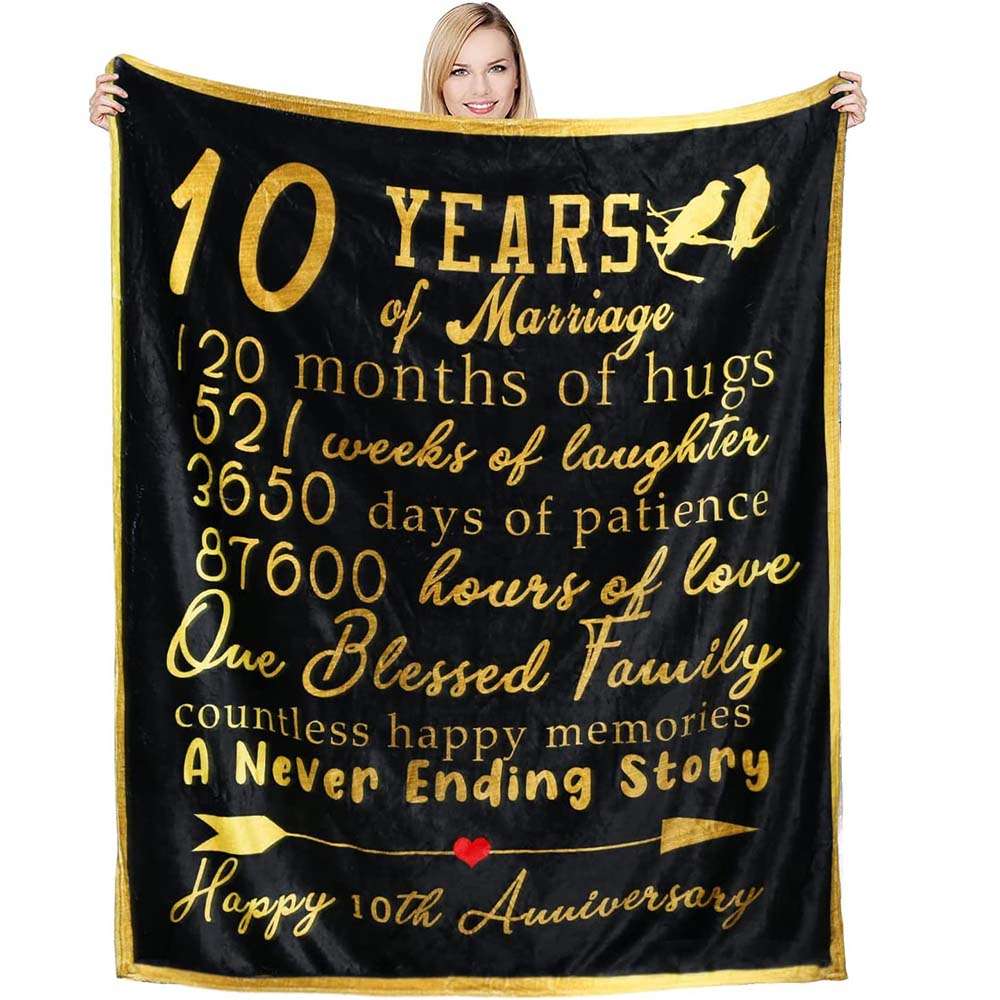 10 YEARS
of Marriage
120 months of hugs
521 weeks of laughter
3650 days of patience
87600 hours of love
One Blessed Family
countless happy memories
A Never Ending Story
Happy 10th Anniversary